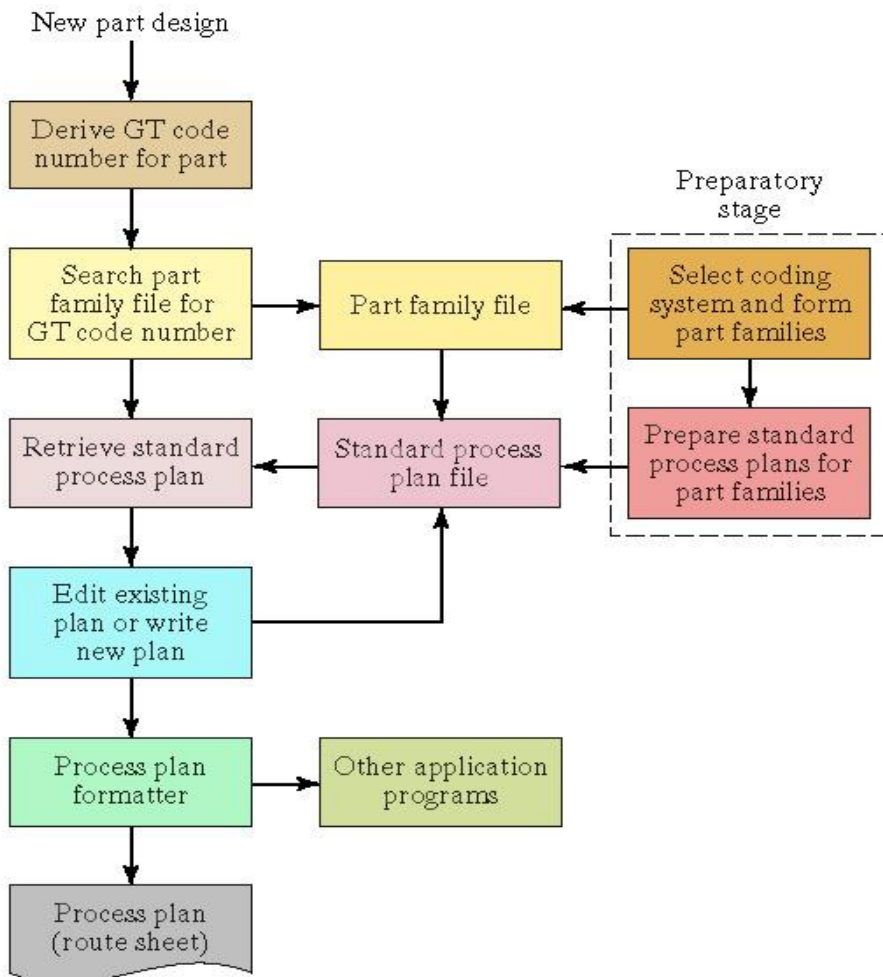 New part design
Derive GT code
number for part
Preparatory
stage
Search part
family file for
GT code number
Part family file
Select coding
system and form
part families
Retrieve standard
process plan
Standard process
plan file
Prepare standard
process plans for
part families
Edit existing
plan or write
new plan
Process plan
formatter
Other application
programs
Process plan
(route sheet)